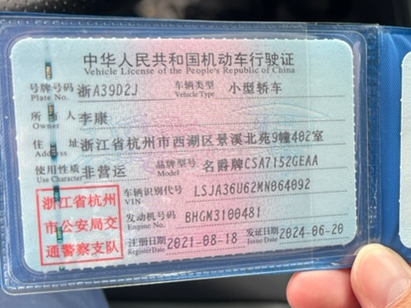 中华人民共和国机动车行驶证
Vehicle License of the People's Republic of China
号牌号码 浙A39D2J 车辆类型 小型轿车
Plate No. Vehicle Type
所有人 李康
Owner
住址 浙江省杭州市西湖区景溪北苑9幢402室
Address
使用性质 非营运 品牌型号 名爵牌CSA7152GEAA
Use Character Model
车辆识别代号 LSJA36U62MN064092
VIN
发动机号码 BHGM3100481
Engine No.
注册日期 2021-08-18 发证日期 2024-06-20
Register Date Issue Date
浙江省杭州
市公安局交
通警察支队